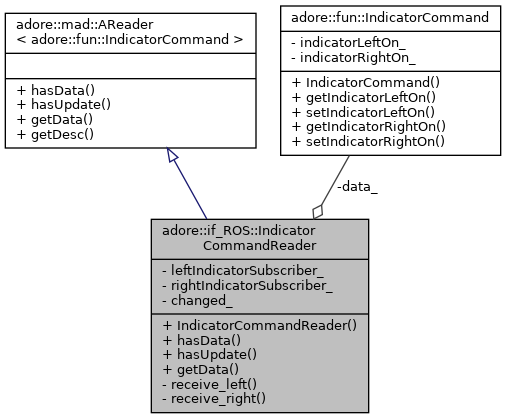 adore::mad::AReader
< adore::fun::IndicatorCommand >
+ hasData()
+ hasUpdate()
+ getData()
+ getDesc()
adore::fun::IndicatorCommand
- indicatorLeftOn_
- indicatorRightOn_
+ IndicatorCommand()
+ getIndicatorLeftOn()
+ setIndicatorLeftOn()
+ getIndicatorRightOn()
+ setIndicatorRightOn()
-data_
adore::if_ROS::Indicator
CommandReader
- leftIndicatorSubscriber_
- rightIndicatorSubscriber_
- changed_
+ IndicatorCommandReader()
+ hasData()
+ hasUpdate()
+ getData()
- receive_left()
- receive_right()